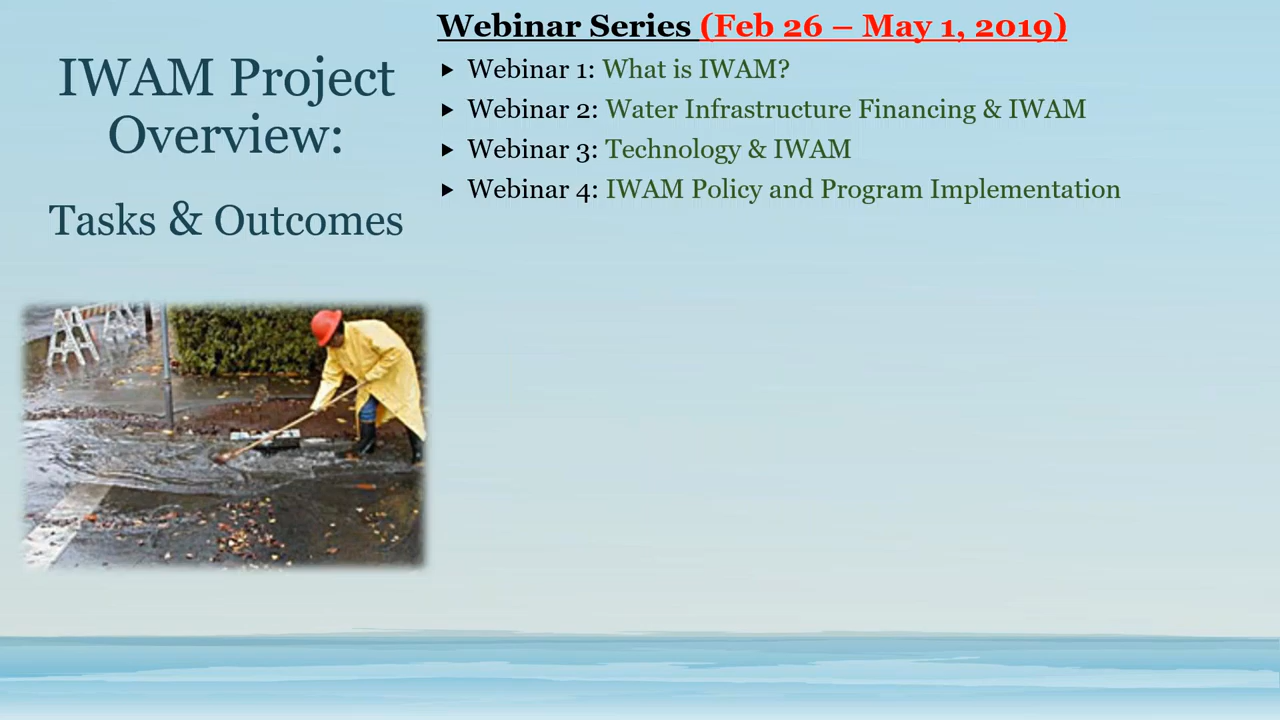 IWAM Project
Overview:
Tasks & Outcomes
Webinar Series (Feb 26 – May 1, 2019)
Webinar 1: What is IWAM?
Webinar 2: Water Infrastructure Financing & IWAM
Webinar 3: Technology & IWAM
Webinar 4: IWAM Policy and Program Implementation